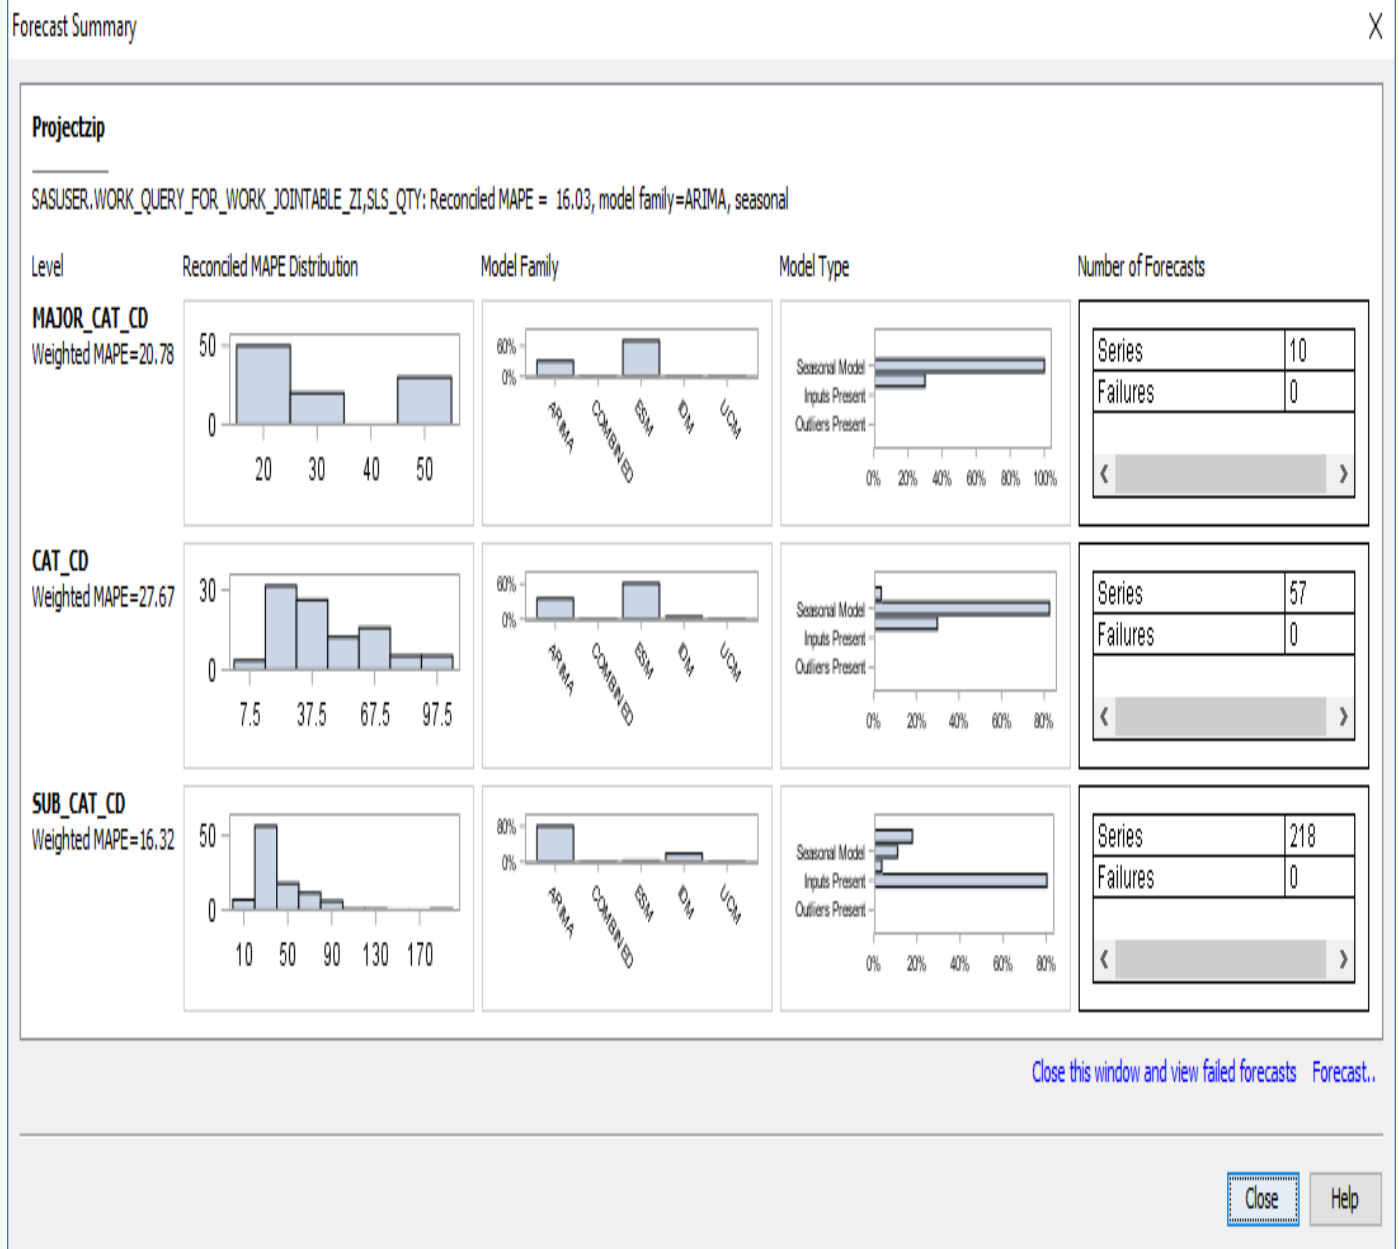 Forecast Summary
Projectzip
SASUSER.WORK_QUERY_FOR_WORK_JOINTABLE_ZI,SLS_QTY: Reconciled MAPE = 16.03, model family=ARIMA, seasonal
Level Reconciled MAPE Distribution Model Family Model Type Number of Forecasts
MAJOR_CAT_CD
Weighted MAPE=20.78
50
0
20 30 40 50
60%
0%
ARIMA COMBINED ESM IDM UCM
Seasonal Model
Inputs Present
Outliers Present
0% 20% 40% 60% 80% 100%
Series 10
Failures 0
CAT_CD
Weighted MAPE=27.67
30
0
7.5 37.5 67.5 97.5
60%
0%
ARIMA COMBINED ESM IDM UCM
Seasonal Model
Inputs Present
Outliers Present
0% 20% 40% 60% 80%
Series 57
Failures 0
SUB_CAT_CD
Weighted MAPE=16.32
50
0
10 50 90 130 170
80%
0%
ARIMA COMBINED ESM IDM UCM
Seasonal Model
Inputs Present
Outliers Present
0% 20% 40% 60% 80%
Series 218
Failures 0
Close this window and view failed forecasts Forecast..
Close Help